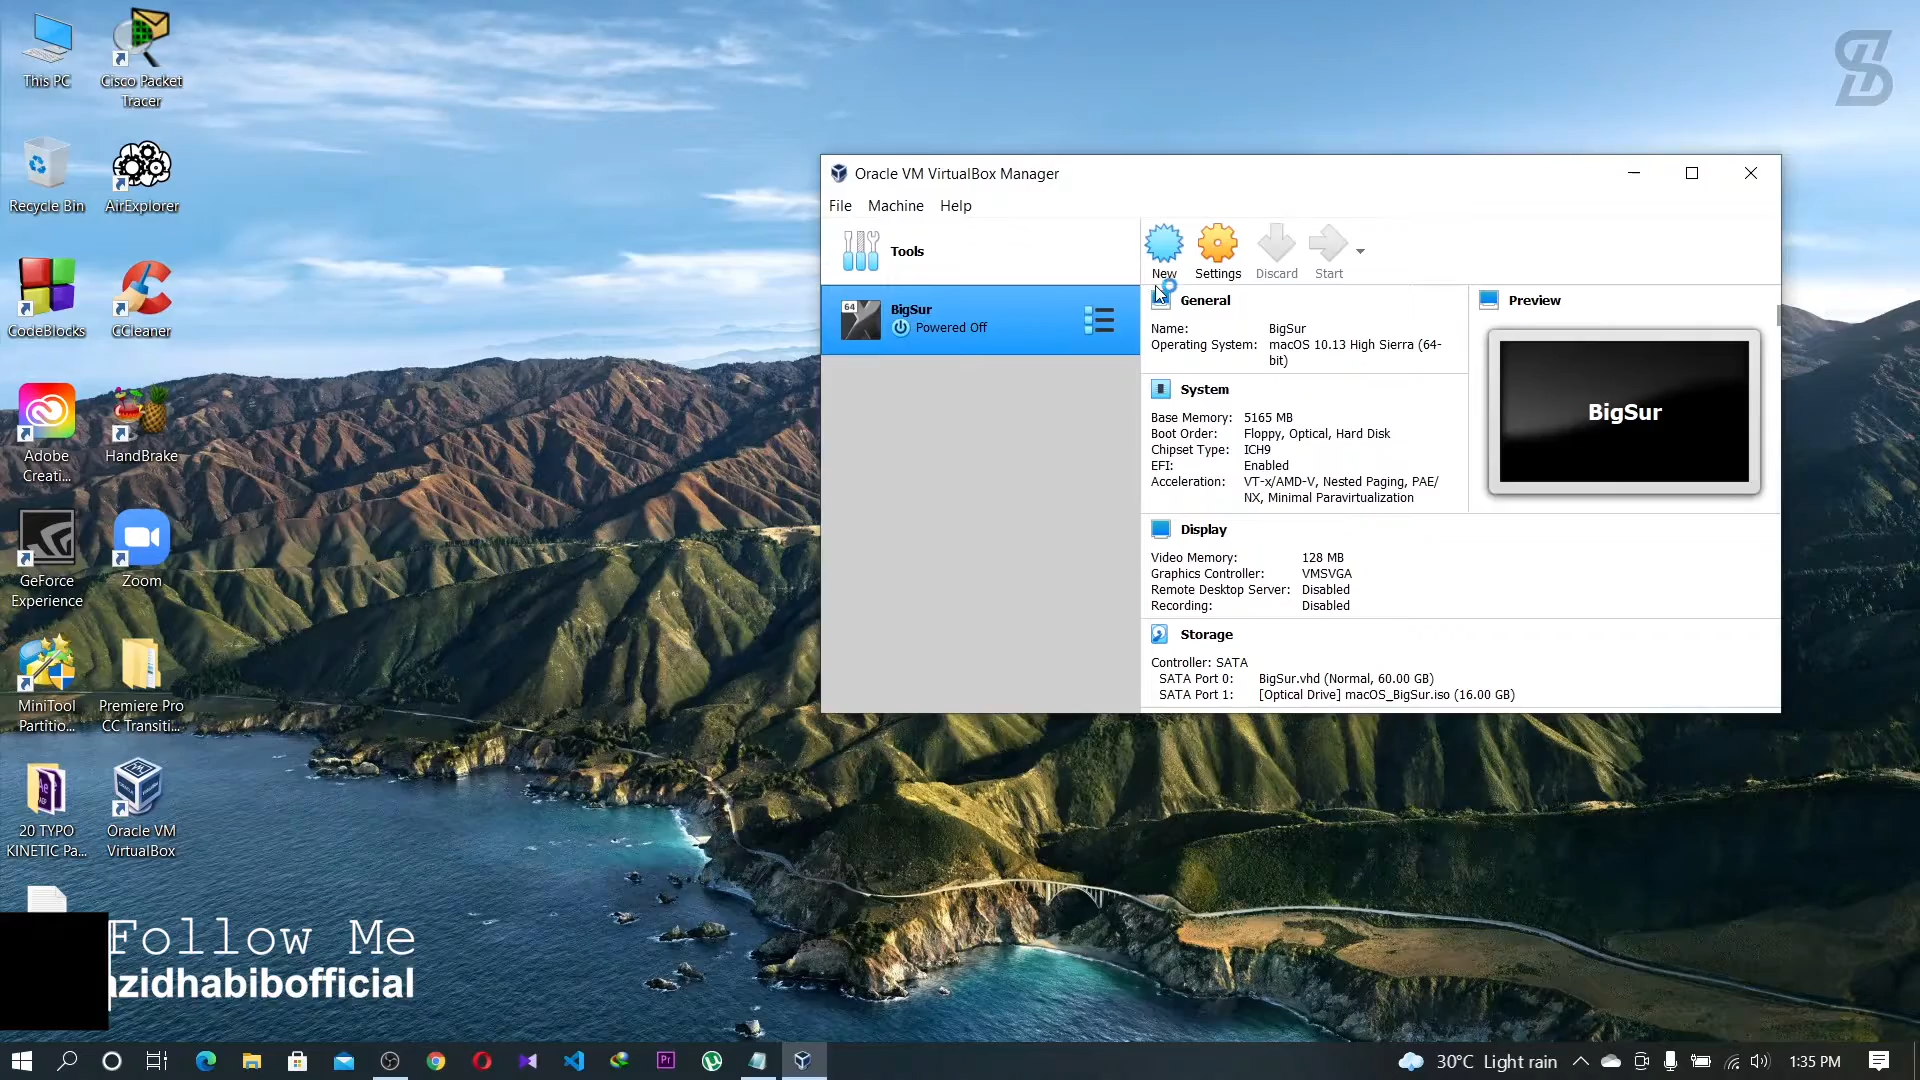 This PC
Cisco Packet
Tracer
Recycle Bin
AirExplorer
CodeBlocks
CCleaner
Adobe
Creati...
HandBrake
GeForce
Experience
Zoom
MiniTool
Partitio...
Premiere Pro
CC Transiti...
20 TYPO
KINETIC Pa...
Oracle VM
VirtualBox
Oracle VM VirtualBox Manager
File Machine Help
Tools
New Settings Discard Start
64
BigSur
Powered Off
General
Name: BigSur
Operating System: macOS 10.13 High Sierra (64-
bit)
System
Base Memory: 5165 MB
Boot Order: Floppy, Optical, Hard Disk
Chipset Type: ICH9
EFI: Enabled
Acceleration: VT-x/AMD-V, Nested Paging, PAE/
NX, Minimal Paravirtualization
Preview
BigSur
Display
Video Memory: 128 MB
Graphics Controller: VMSVGA
Remote Desktop Server: Disabled
Recording: Disabled
Storage
Controller: SATA
SATA Port 0: BigSur.vhd (Normal, 60.00 GB)
SATA Port 1: [Optical Drive] macOS_BigSur.iso (16.00 GB)
Follow Me
azidhabibofficial
30°C Light rain
1:35 PM